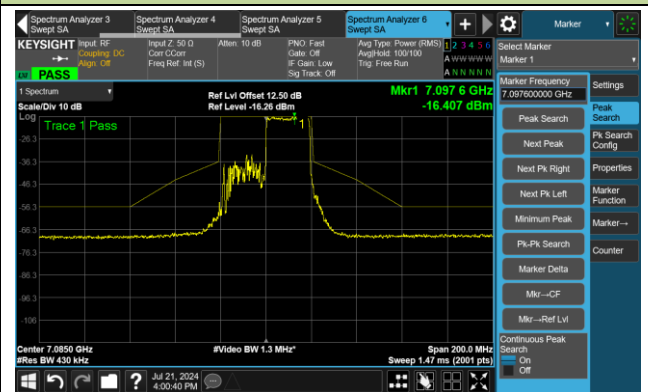 Spectrum Analyzer 3
Swept SA
Spectrum Analyzer 4
Swept SA
Spectrum Analyzer 5
Swept SA
Spectrum Analyzer 6
Swept SA
Marker
KEYSIGHT
Input: RF
Coupling: DC
Align: Off
Input Z: 50 Ω
Corr CCorr
Freq Ref: Int (S)
Atten: 10 dB
PNO: Fast
Gate: Off
IF Gain: Low
Sig Track: Off
Avg Type: Power (RMS)
Avg|Hold: 100/100
Trig: Free Run
1 2 3 4 5 6
A W W W W W
A N N N N N
LXI
PASS
Select Marker
Marker 1
1 Spectrum
Scale/Div 10 dB
Ref Lvl Offset 12.50 dB
Ref Level -16.26 dBm
Mkr1 7.097 6 GHz
-16.407 dBm
Log
Trace 1 Pass
1
-26.3
-36.3
-46.3
-56.3
-66.3
-76.3
-86.3
-96.3
-106
Center 7.0850 GHz
#Res BW 430 kHz
#Video BW 1.3 MHz*
Span 200.0 MHz
Sweep 1.47 ms (2001 pts)
Marker Frequency
7.097600000 GHz
Peak Search
Next Peak
Next Pk Right
Next Pk Left
Minimum Peak
Pk-Pk Search
Marker Delta
Mkr→CF
Mkr→Ref Lvl
Continuous Peak
Search
On
Off
Settings
Peak
Search
Pk Search
Config
Properties
Marker
Function
Marker→
Counter
Jul 21, 2024
4:00:40 PM